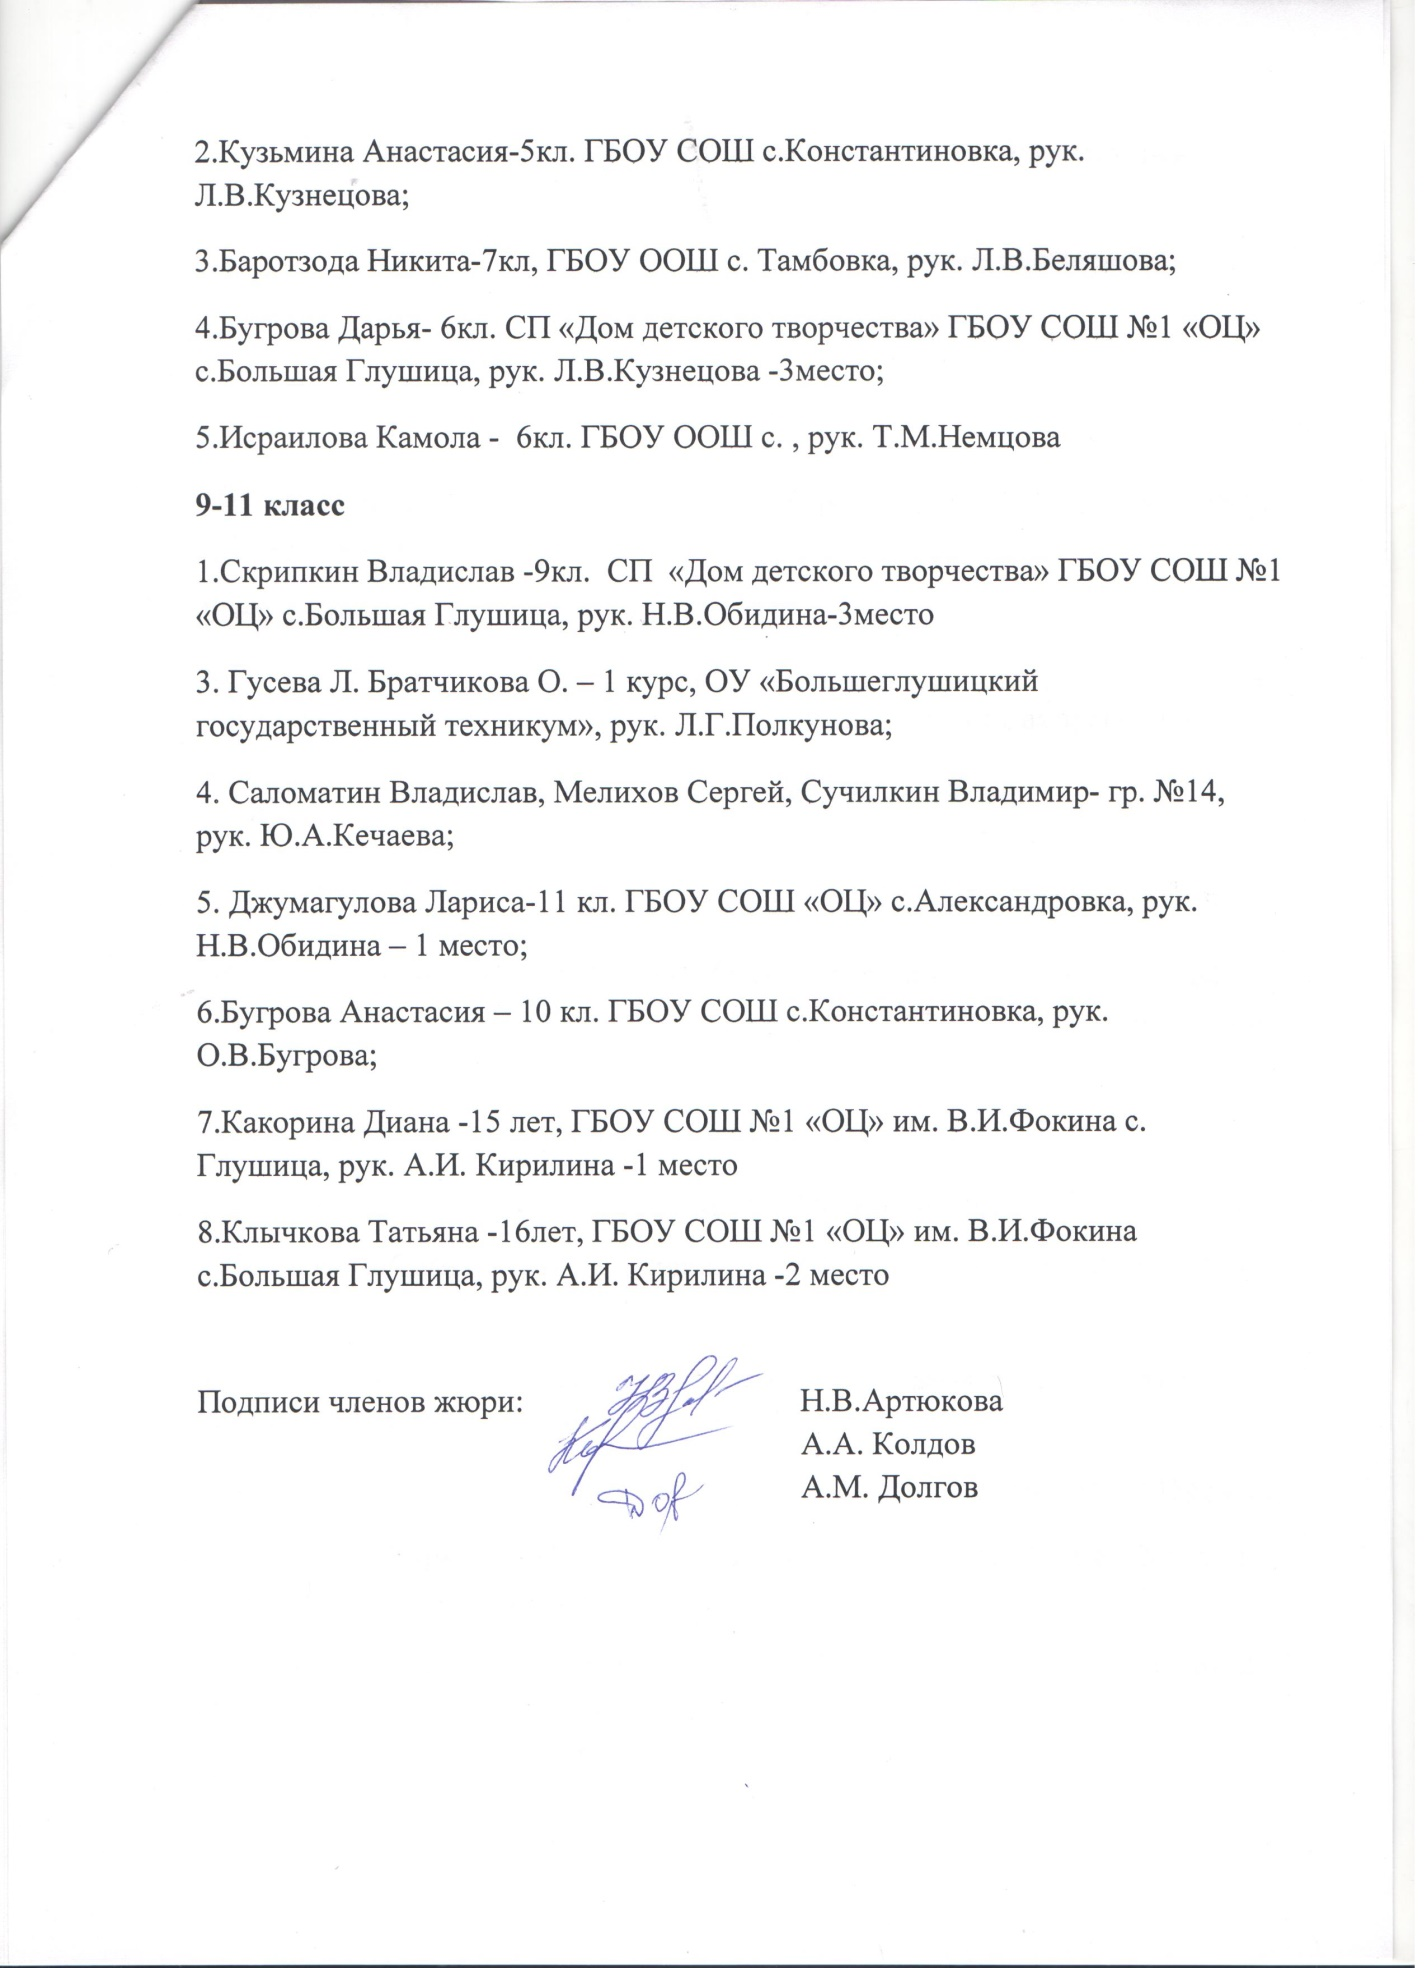 2.Кузьмина Анастасия-5кл. ГБОУ СОШ с.Константиновка, рук.
Л.В.Кузнецова;
3.Баротзода Никита-7кл, ГБОУ ООШ с. Тамбовка, рук. Л.В.Беляшова;
4.Бугрова Дарья- 6кл. СП «Дом детского творчества» ГБОУ СОШ №1 «ОЦ»
с.Большая Глушица, рук. Л.В.Кузнецова -3место;
5.Исраилова Камола -  6кл. ГБОУ ООШ с. , рук. Т.М.Немцова
9-11 класс
1.Скрипкин Владислав -9кл.  СП  «Дом детского творчества» ГБОУ СОШ №1
«ОЦ» с.Большая Глушица, рук. Н.В.Обидина-3место
3. Гусева Л. Братчикова О. – 1 курс, ОУ «Большеглушицкий
государственный техникум», рук. Л.Г.Полкунова;
4. Саломатин Владислав, Мелихов Сергей, Сучилкин Владимир- гр. №14,
рук. Ю.А.Кечаева;
5. Джумагулова Лариса-11 кл. ГБОУ СОШ «ОЦ» с.Александровка, рук.
Н.В.Обидина – 1 место;
6.Бугрова Анастасия – 10 кл. ГБОУ СОШ с.Константиновка, рук.
О.В.Бугрова;
7.Какорина Диана -15 лет, ГБОУ СОШ №1 «ОЦ» им. В.И.Фокина с.
Глушица, рук. А.И. Кирилина -1 место
8.Клычкова Татьяна -16лет, ГБОУ СОШ №1 «ОЦ» им. В.И.Фокина
с.Большая Глушица, рук. А.И. Кирилина -2 место
Подписи членов жюри: Н.В.Артюкова
А.А. Колдов
А.М. Долгов